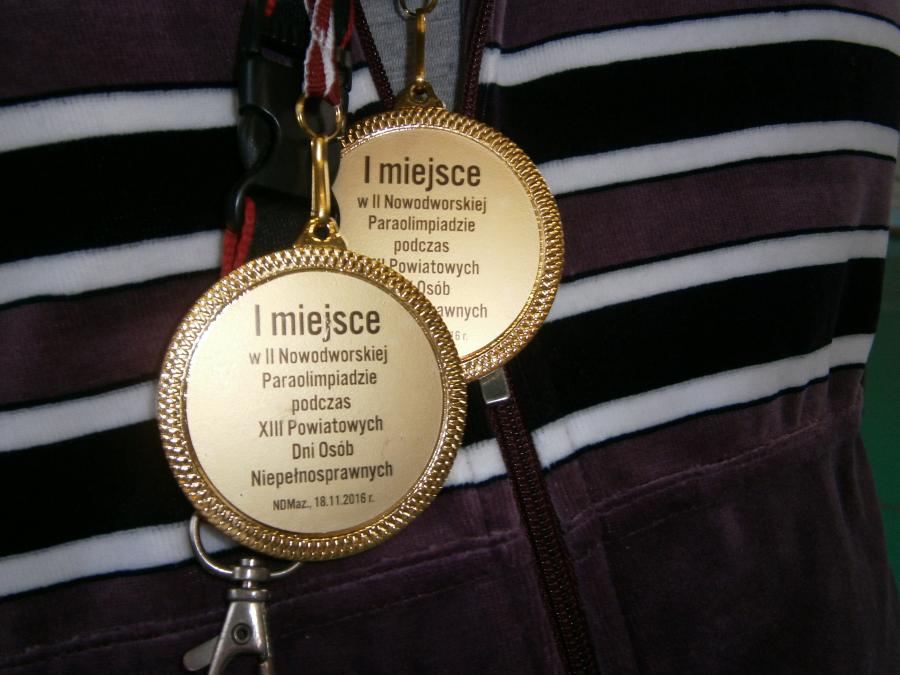 I miejsce
w II Nowodworskiej
Paraolimpiadzie
podczas
XIII Powiatowych
Dni Osób
Niepełnosprawnych
NDMaz., 18.11.2016 r.
I miejsce
w II Nowodworskiej
Paraolimpiadzie
podczas
Powiatowych
Osób